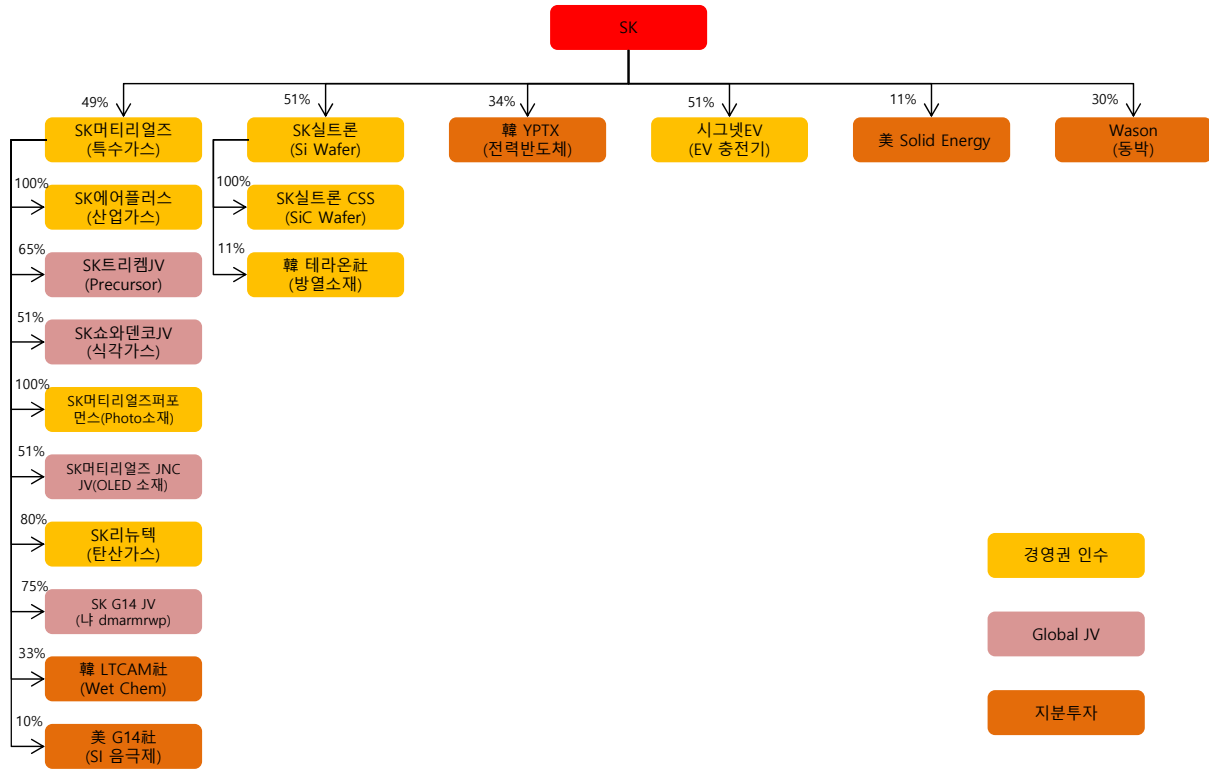 SK
49%
51%
34%
51%
11%
30%
SK머티리얼즈
(특수가스)
SK실트론
(Si Wafer)
韓 YPTX
(전력반도체)
시그넷EV
(EV 충전기)
美 Solid Energy
Wason
(동박)
100%
SK에어플러스
(산업가스)
100%
SK실트론 CSS
(SiC Wafer)
65%
SK트리켐JV
(Precursor)
11%
韓 테라온社
(방열소재)
51%
SK쇼와덴코JV
(식각가스)
100%
SK머티리얼즈퍼포
먼스(Photo소재)
51%
SK머티리얼즈 JNC
JV(OLED 소재)
80%
SK리뉴텍
(탄산가스)
75%
SK G14 JV
(냐 dmarmrwp)
33%
韓 LTCAM社
(Wet Chem)
10%
美 G14社
(SI 음극제)
경영권 인수
Global JV
지분투자